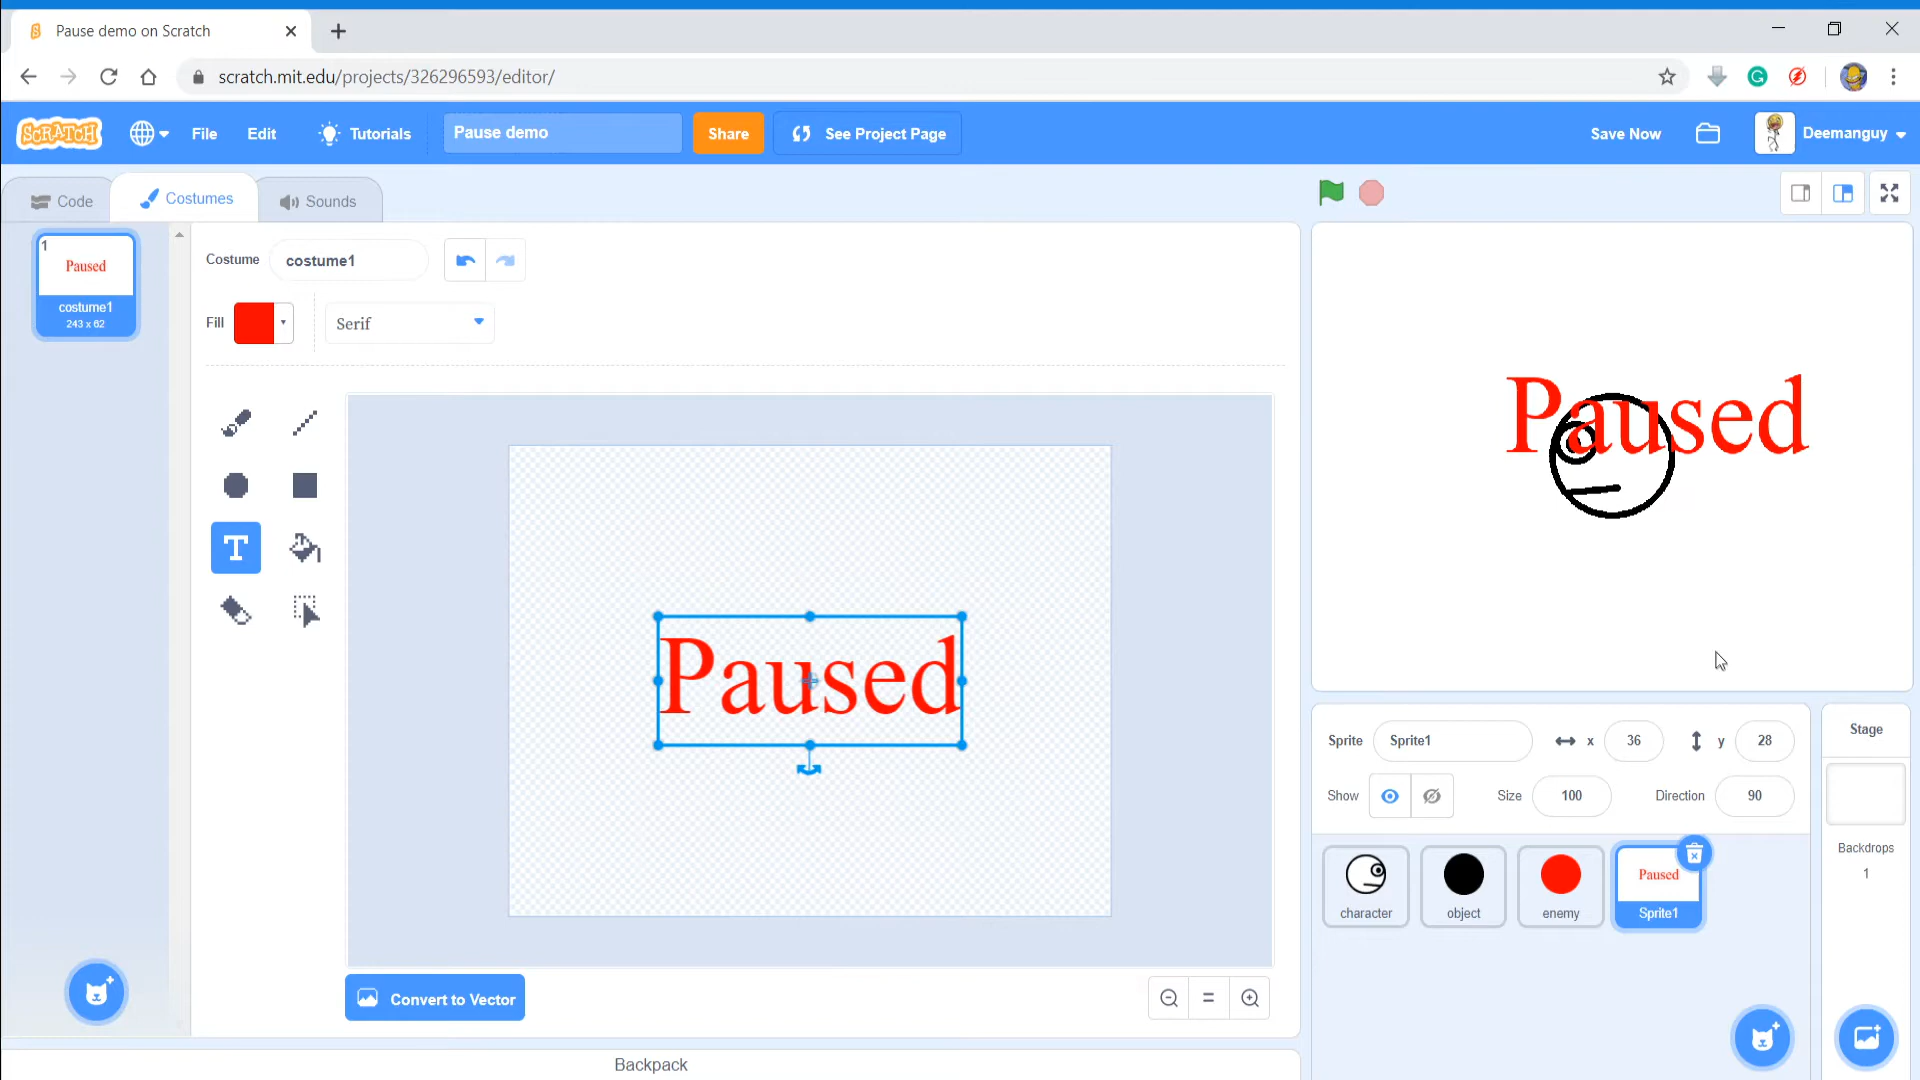 Pause demo on Scratch
scratch.mit.edu/projects/326296593/editor/
SCRATCH
File
Edit
Tutorials
Pause demo
Share
See Project Page
Save Now
Deemanguy
Code
Costumes
Sounds
1
Paused
costume1
243 x 62
Costume
costume1
Fill
Serif
T
Paused
Convert to Vector
Backpack
Paused
Sprite
Sprite1
x
36
y
28
Show
Size
100
Direction
90
character
object
enemy
Paused
Sprite1
Stage
Backdrops
1